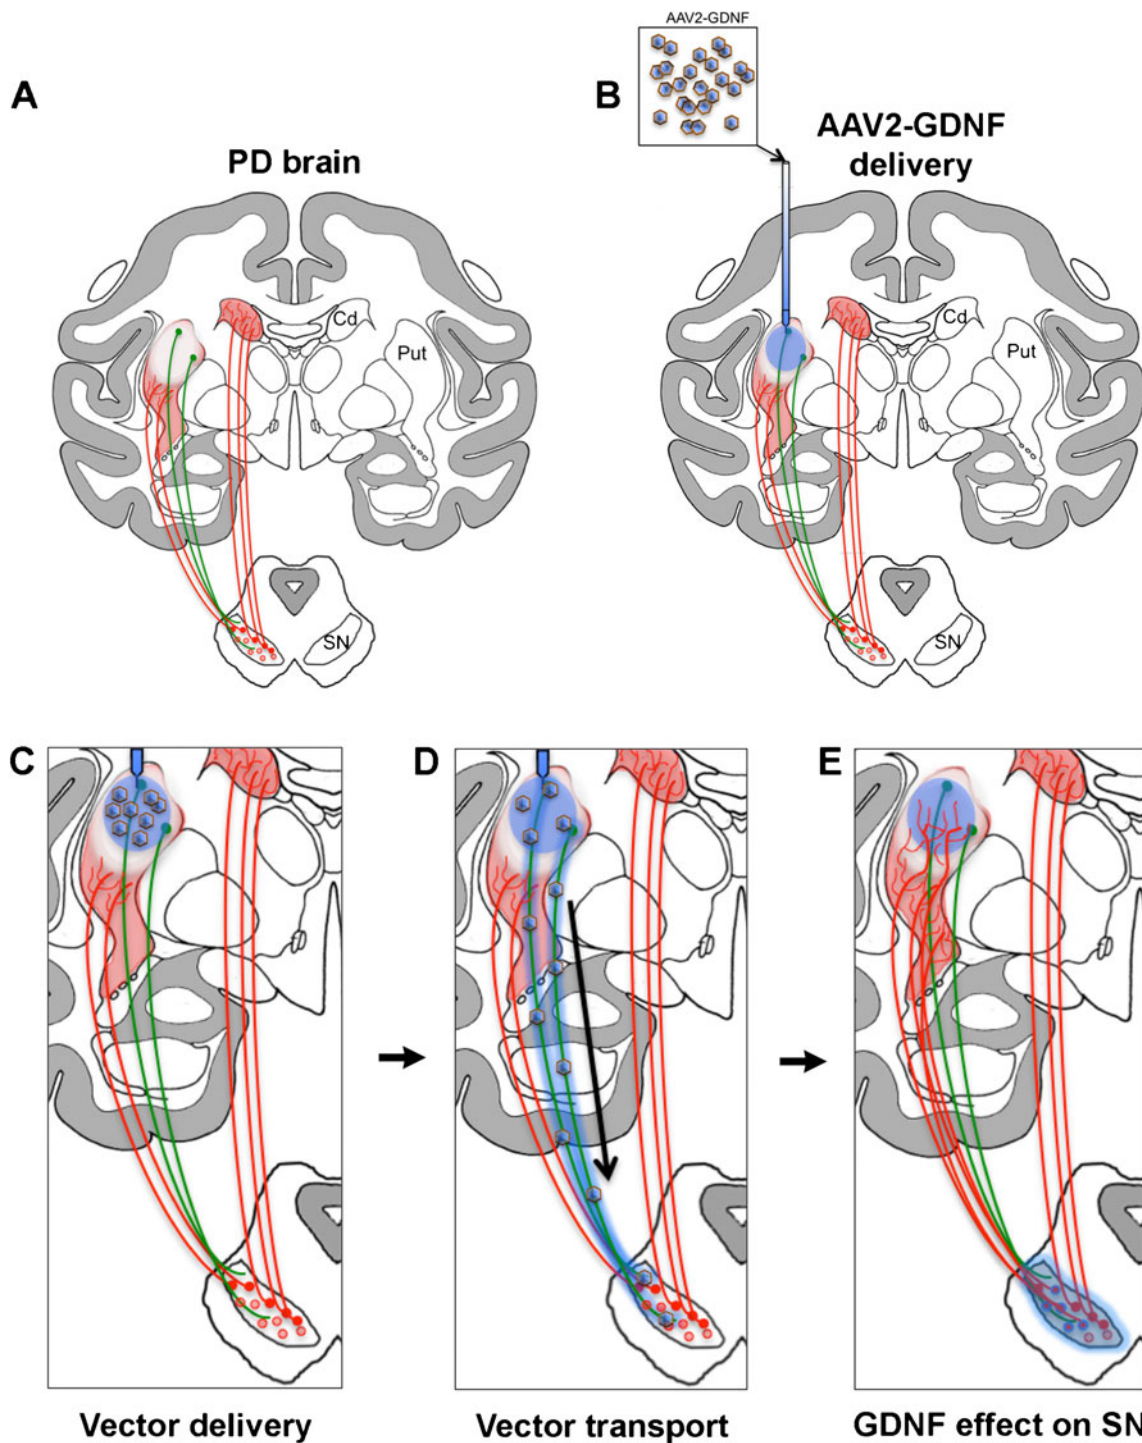 AAV2-GDNF
A
B
PD brain
AAV2-GDNF
delivery
Cd
Put
SN
Cd
Put
SN
C
D
E
Vector delivery
Vector transport
GDNF effect on SN